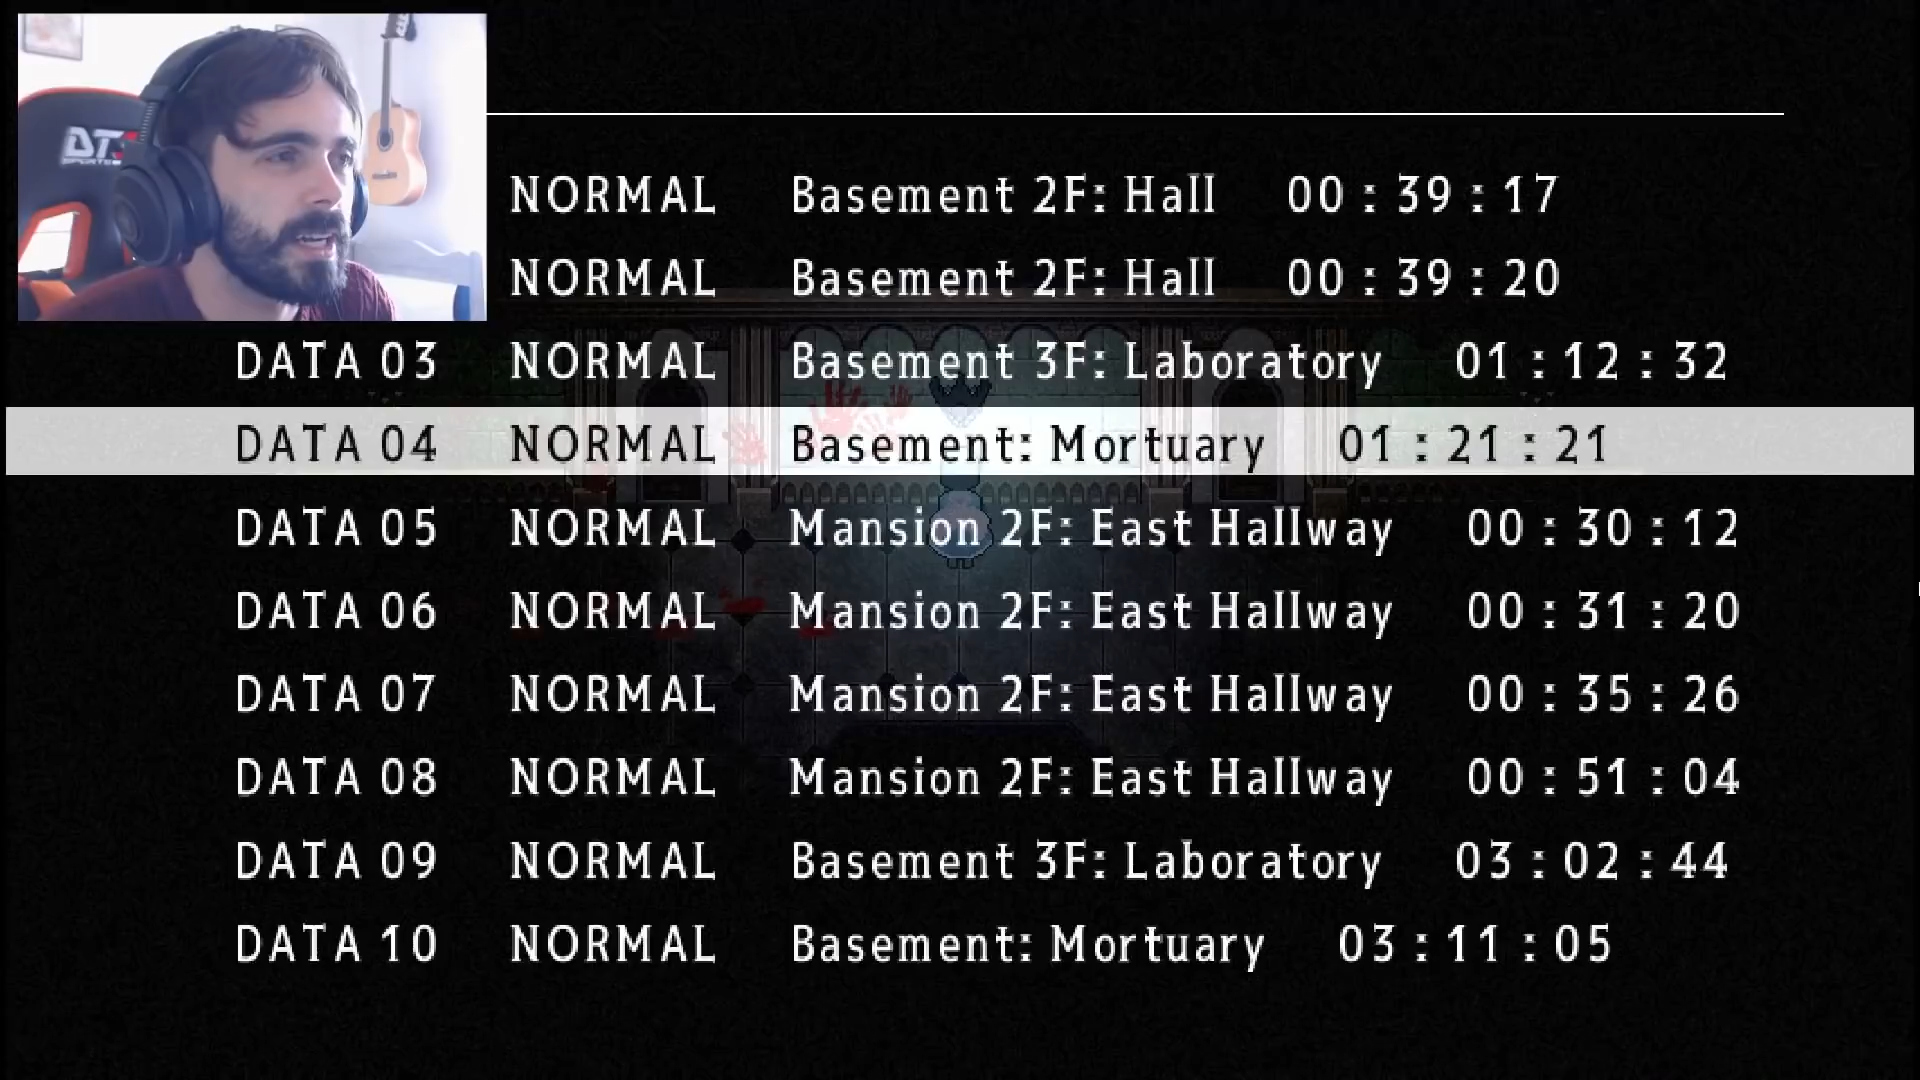 DT
SPORTS
NORMAL Basement 2F: Hall 00 : 39 : 17
NORMAL Basement 2F: Hall 00 : 39 : 20
DATA 03 NORMAL Basement 3F: Laboratory 01 : 12 : 32
DATA 04 NORMAL Basement: Mortuary 01 : 21 : 21
DATA 05 NORMAL Mansion 2F: East Hallway 00 : 30 : 12
DATA 06 NORMAL Mansion 2F: East Hallway 00 : 31 : 20
DATA 07 NORMAL Mansion 2F: East Hallway 00 : 35 : 26
DATA 08 NORMAL Mansion 2F: East Hallway 00 : 51 : 04
DATA 09 NORMAL Basement 3F: Laboratory 03 : 02 : 44
DATA 10 NORMAL Basement: Mortuary 03 : 11 : 05